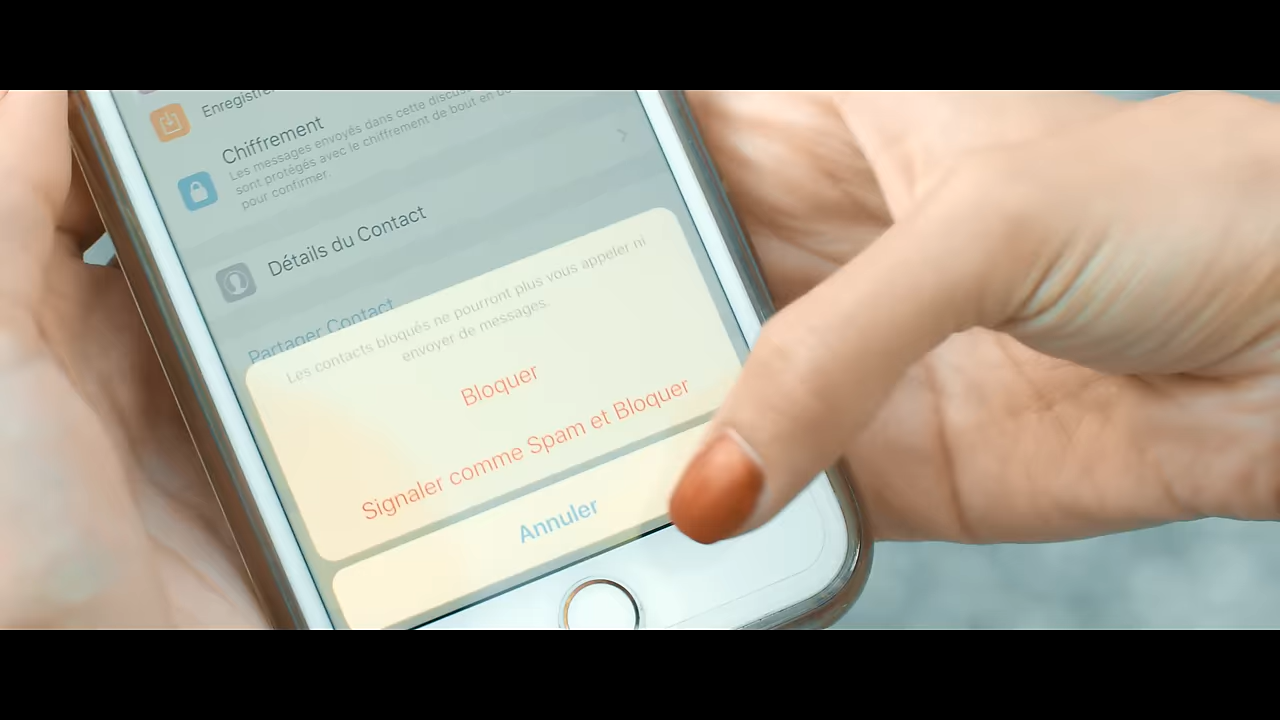 Enregistrer
Chiffrement
Les messages envoyés dans cette
sont protégés avec le chiffrement de bout en
pour confirmer.
Détails du Contact
Partager Contact
Les contacts bloqués ne pourront plus vous appeler ni
envoyer de messages.
Bloquer
Signaler comme Spam et Bloquer
Annuler